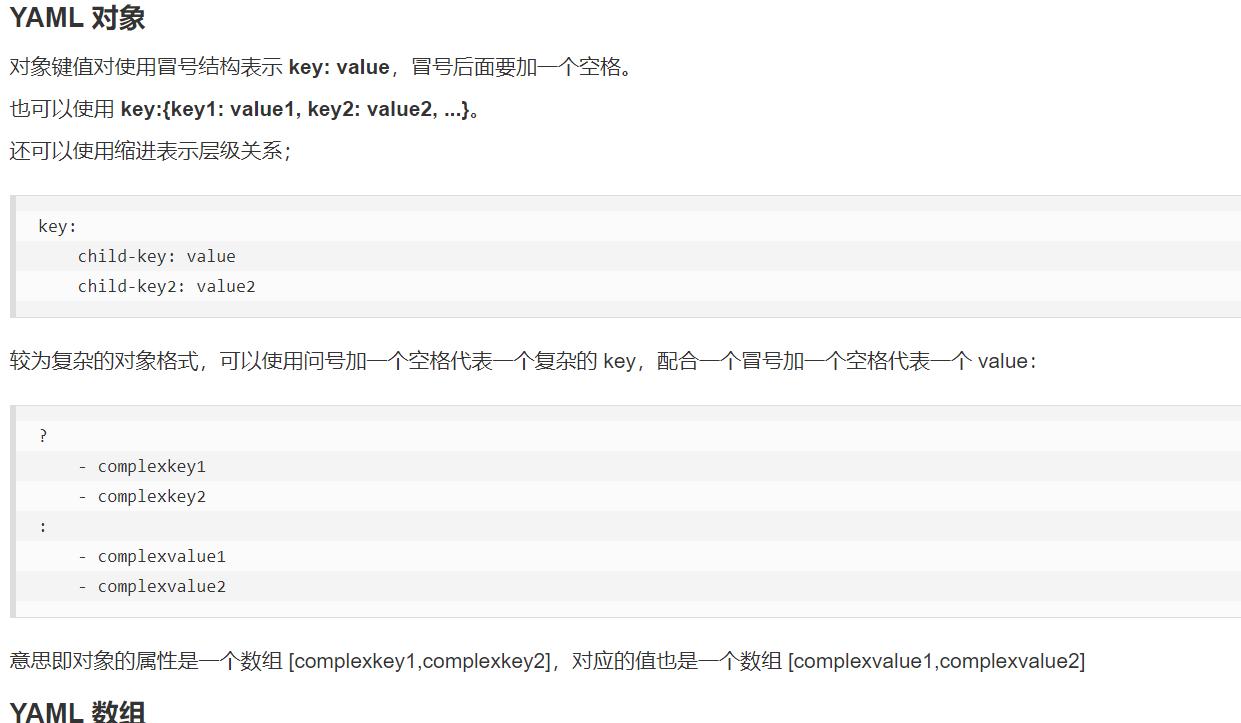 YAML 对象
对象键值对使用冒号结构表示 key: value，冒号后面要加一个空格。
也可以使用 key:{key1: value1, key2: value2, ...}。
还可以使用缩进表示层级关系；
key:
    child-key: value
    child-key2: value2
较为复杂的对象格式，可以使用问号加一个空格代表一个复杂的 key，配合一个冒号加一个空格代表一个 value：
?
    - complexkey1
    - complexkey2
:
    - complexvalue1
    - complexvalue2
意思即对象的属性是一个数组 [complexkey1,complexkey2]，对应的值也是一个数组 [complexvalue1,complexvalue2]
YAML 数组